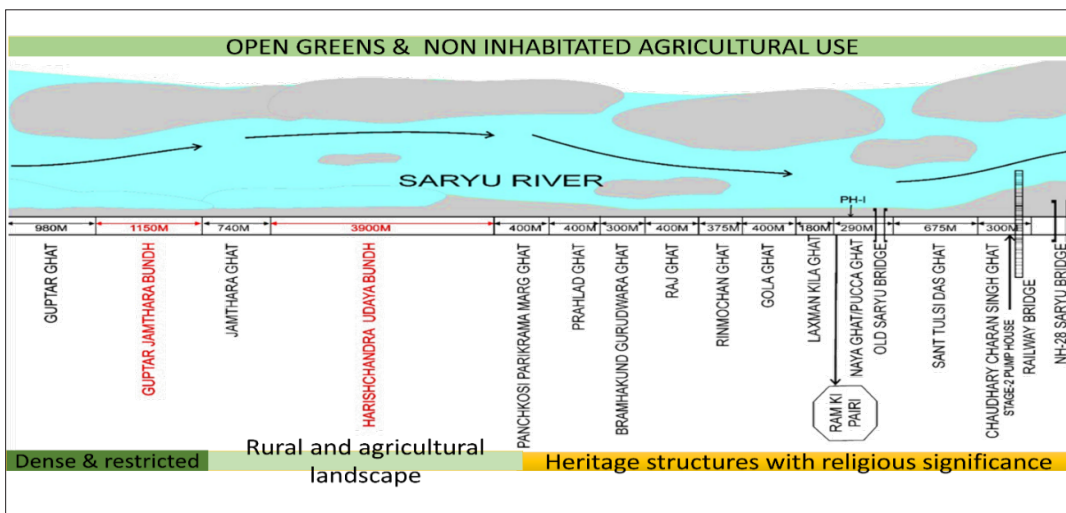 OPEN GREENS & NON INHABITATED AGRICULTURAL USE
SARYU RIVER
PH-I
980M
1150M
740M
3900M
400M
400M
300M
400M
375M
400M
180M
290M
675M
300M
GUPTAR GHAT
GUPTAR JAMTHARA BUNDH
JAMTHARA GHAT
HARISHCHANDRA UDAYA BUNDH
PANCHKOSI PARIKRAMA MARG GHAT
PRAHLAD GHAT
BRAMHAKUND GURUDWARA GHAT
RAJ GHAT
RINMOCHAN GHAT
GOLA GHAT
LAXMAN KILA GHAT
RAM KI
PAIRI
NAYA GHAT/PUCCA GHAT
OLD SARYU BRIDGE
SANT TULSI DAS GHAT
CHAUDHARY CHARAN SINGH GHAT
STAGE-2 PUMP HOUSE
RAILWAY BRIDGE
NH-28 SARYU BRIDGE
Dense & restricted
Rural and agricultural
landscape
Heritage structures with religious significance